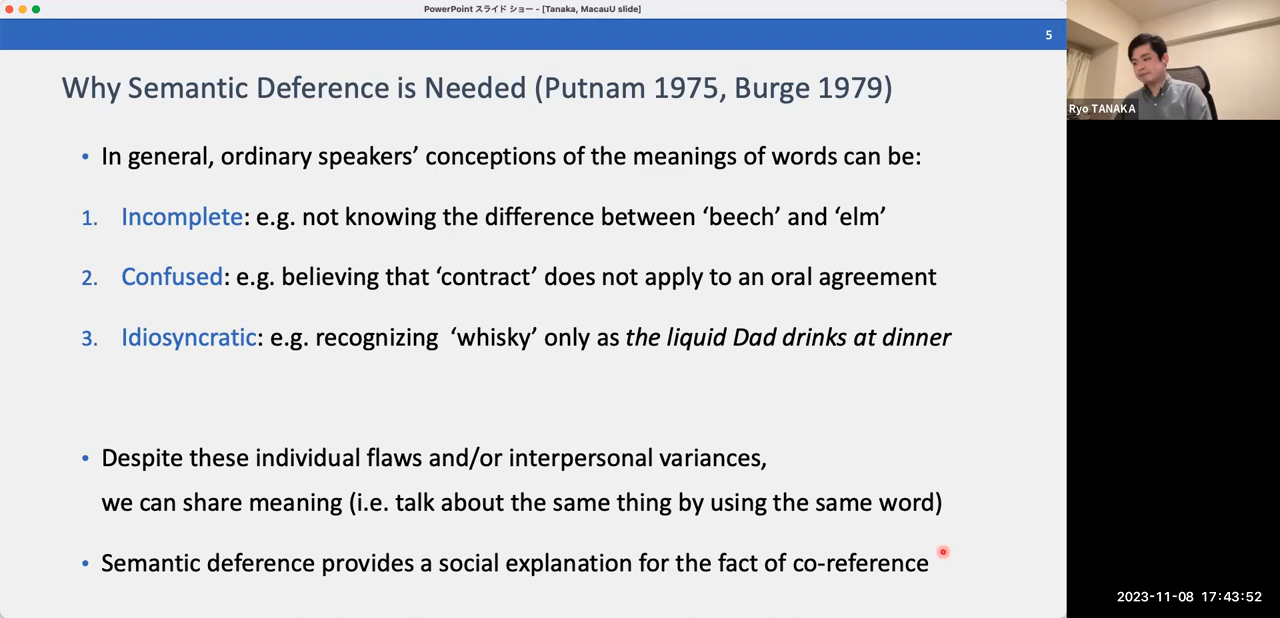 PowerPoint スライド ショー - [Tanaka, MacauU slide]
5
Why Semantic Deference is Needed (Putnam 1975, Burge 1979)
• In general, ordinary speakers’ conceptions of the meanings of words can be:
1. Incomplete: e.g. not knowing the difference between ‘beech’ and ‘elm’
2. Confused: e.g. believing that ‘contract’ does not apply to an oral agreement
3. Idiosyncratic: e.g. recognizing ‘whisky’ only as the liquid Dad drinks at dinner
• Despite these individual flaws and/or interpersonal variances,
we can share meaning (i.e. talk about the same thing by using the same word)
• Semantic deference provides a social explanation for the fact of co-reference
Ryo TANAKA
2023-11-08 17:43:52